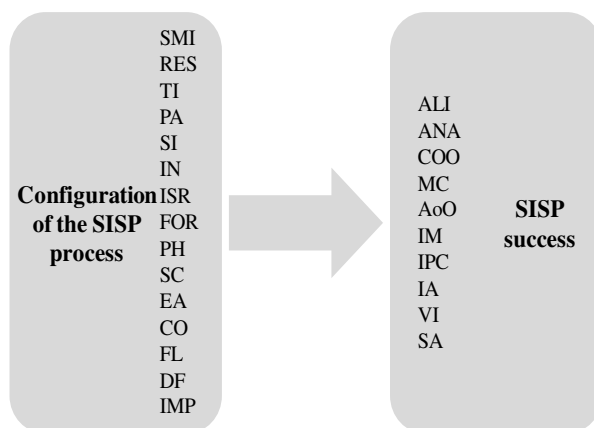 Configuration
of the SISP
process
SMI
RES
TI
PA
SI
IN
ISR
FOR
PH
SC
EA
CO
FL
DF
IMP
ALI
ANA
COO
MC
AoO
IM
IPC
IA
VI
SA
SISP
success